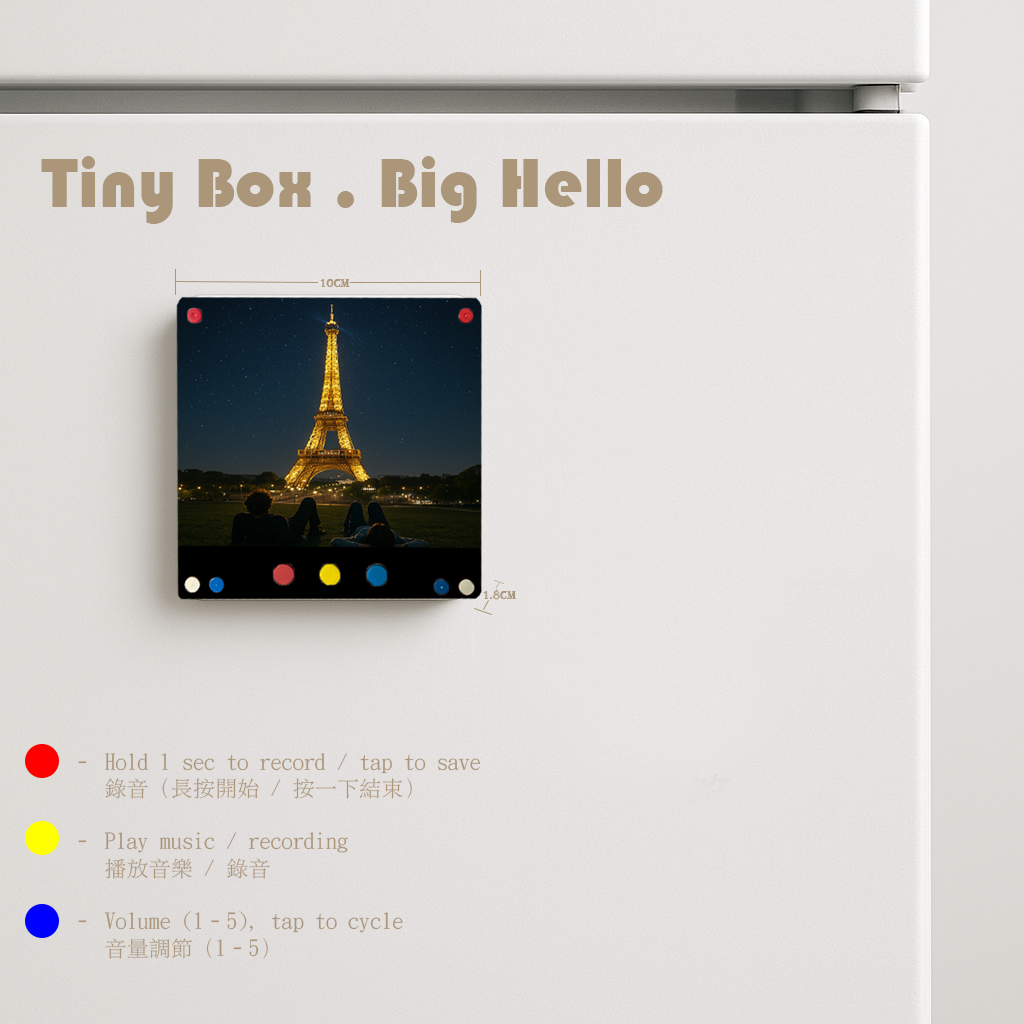 Tiny Box . Big Hello
10CM
1.8CM
- Hold 1 sec to record / tap to save
錄音 (長按開始 / 按一下結束)
- Play music / recording
播放音樂 / 錄音
- Volume (1-5), tap to cycle
音量調節 (1-5)